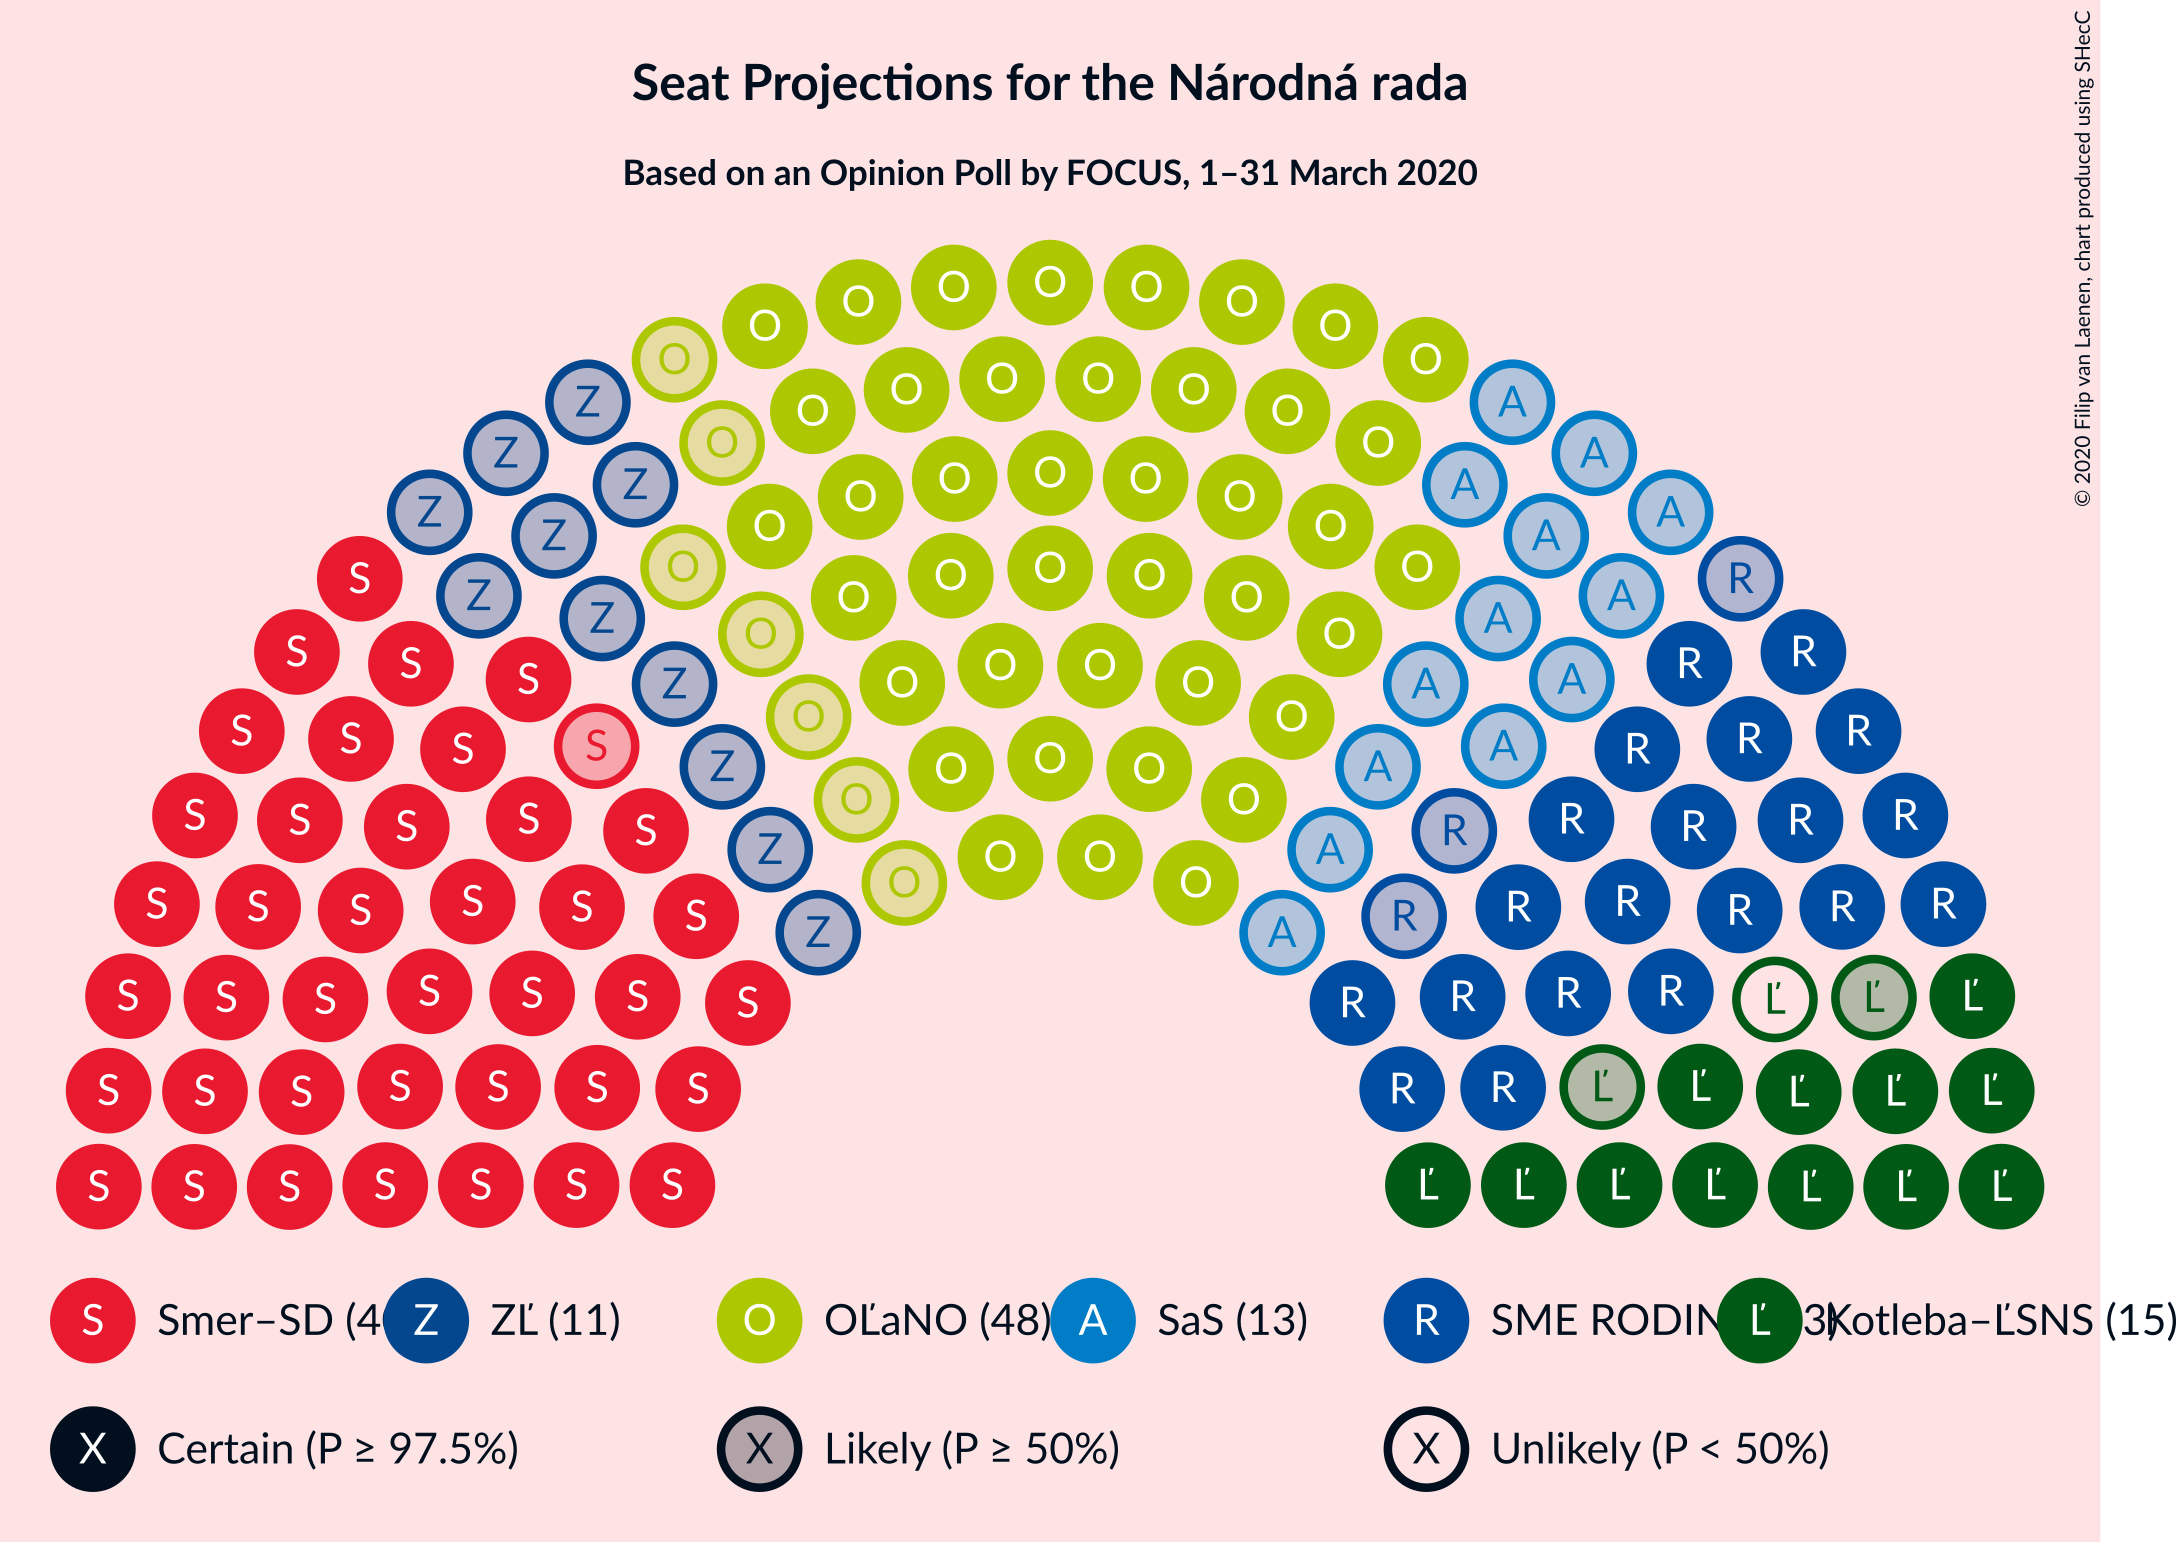 Seat Projections for the Národná rada
Based on an Opinion Poll by FOCUS, 1–31 March 2020
© 2020 Filip van Laenen, chart produced using SHecC
O O O O O O O O O
Z O O O O O O O O A
Z Z O O O O O O O A A
Z Z O O O O O O O O A A A
S Z Z O O O O O O O A A R
S S S Z O O O O O O A A R R
S S S S Z O O O O O A A R R R
S S S S S Z O O O O A R R R R R
S S S S S S Z A R R R R R R
S S S S S S S R R R R Ľ Ľ Ľ
S S S S S S S R R Ľ Ľ Ľ Ľ Ľ
S S S S S S S Ľ Ľ Ľ Ľ Ľ Ľ Ľ
S Smer–SD (4 Z ZĽ (11) O OĽaNO (48) A SaS (13) R SME RODIN Ľ 3) Kotleba–ĽSNS (15)
X Certain (P ≥ 97.5%) X Likely (P ≥ 50%) X Unlikely (P < 50%)